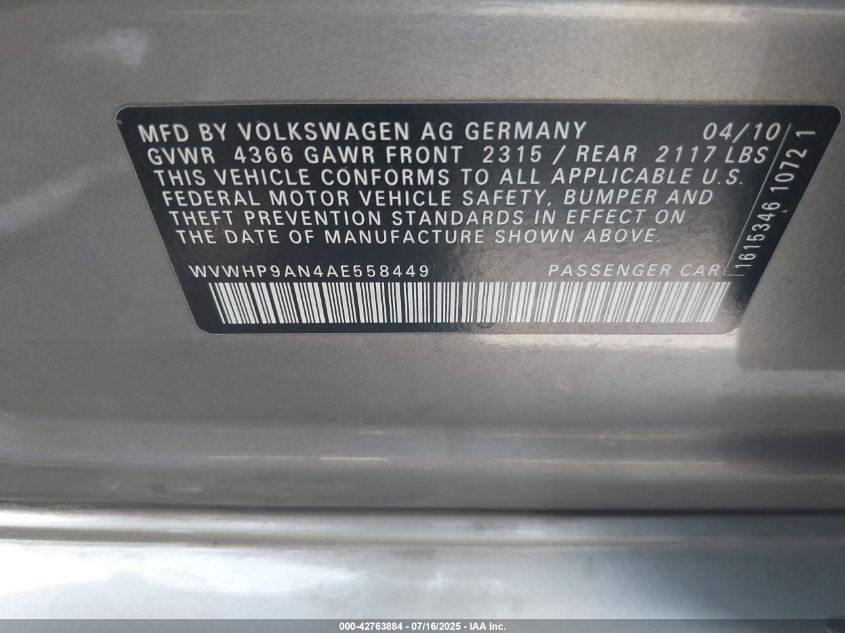 MFD BY VOLKSWAGEN AG GERMANY 04/10
GVWR 4366 GAWR FRONT 2315 / REAR 2117 LBS
THIS VEHICLE CONFORMS TO ALL APPLICABLE U.S.
FEDERAL MOTOR VEHICLE SAFETY, BUMPER AND
THEFT PREVENTION STANDARDS IN EFFECT ON
THE DATE OF MANUFACTURE SHOWN ABOVE.
WVWHP9AN4AE558449 PASSENGER CAR
1615346 10721
000-42763884 - 07/16/2025 - IAA Inc.